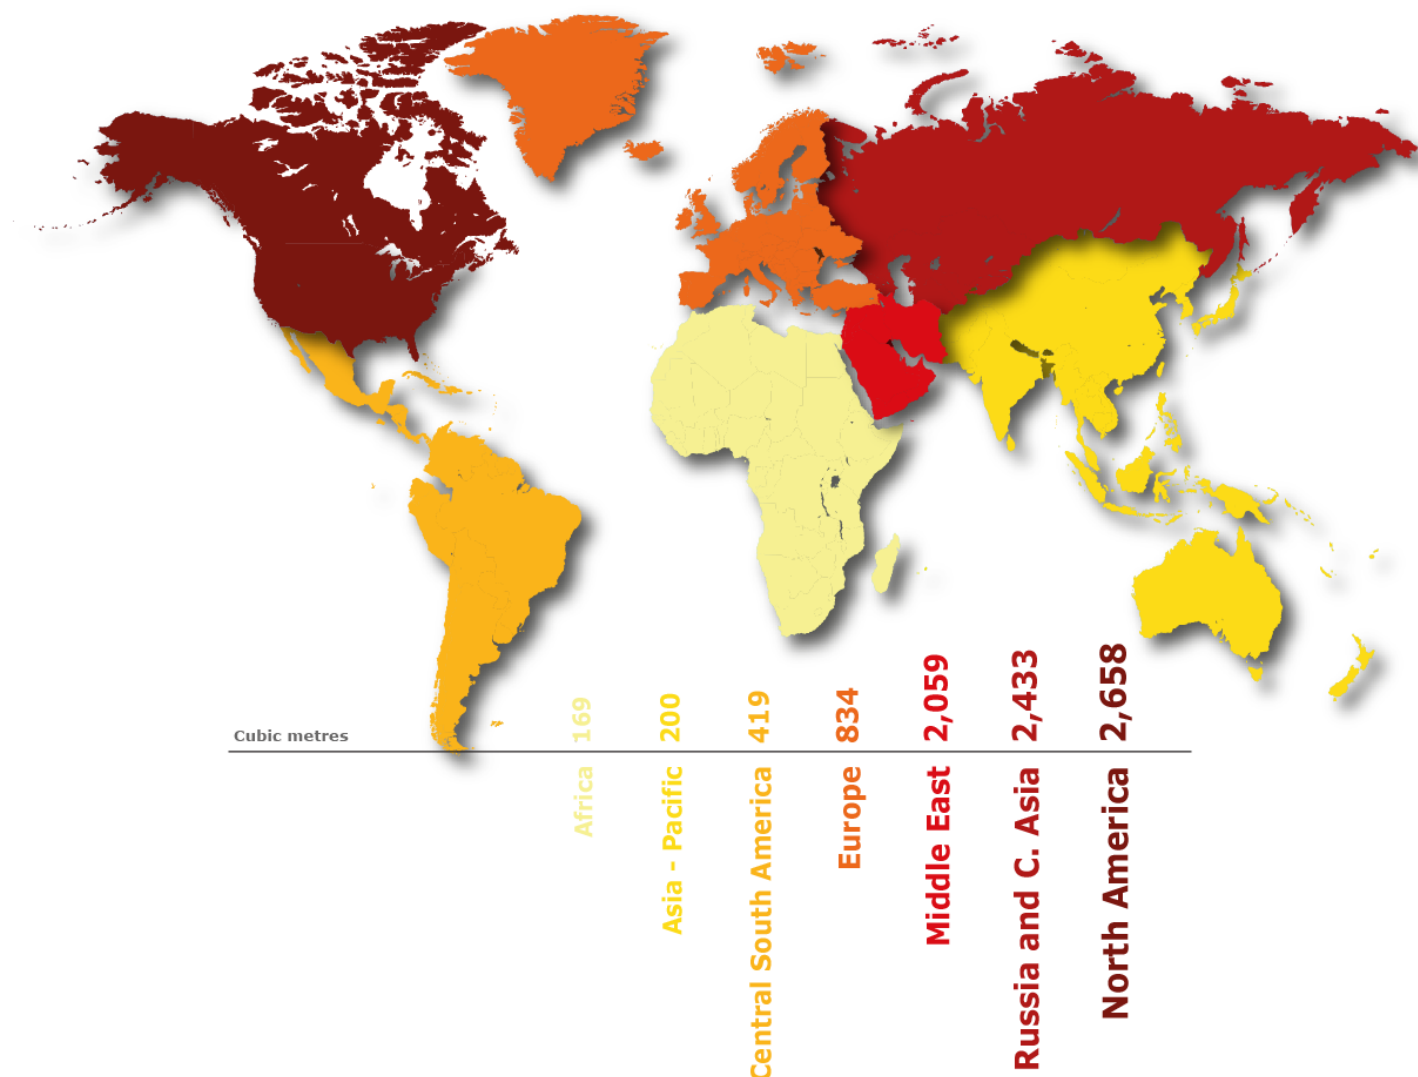 Cubic metres
Africa 169
Asia - Pacific 200
Central South America 419
Europe 834
Middle East 2,059
Russia and C. Asia 2,433
North America 2,658